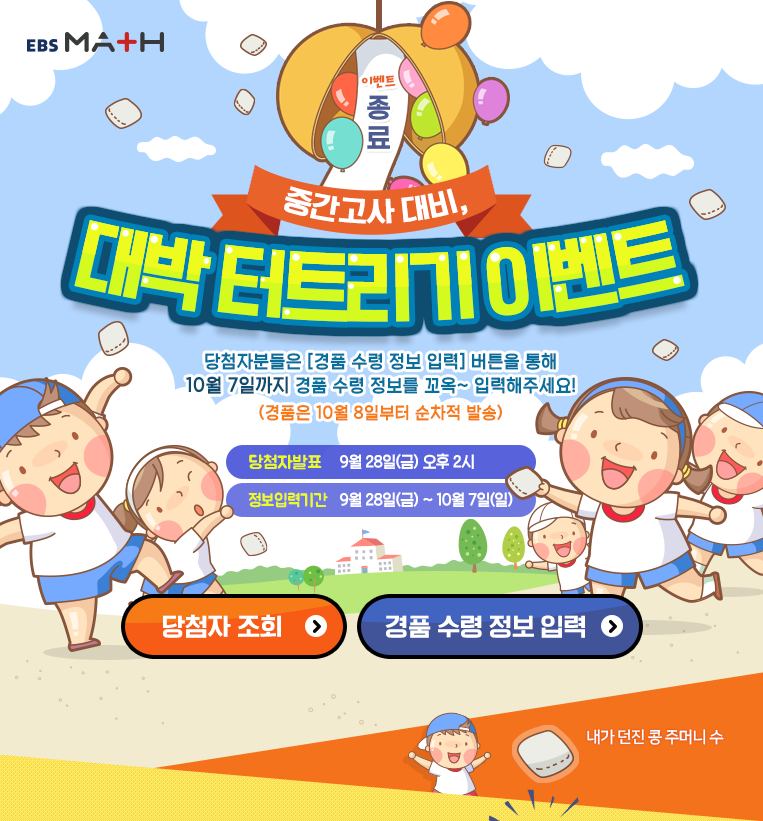 EBS MATH
이벤트
종료
중간고사 대비,
대박 터트리기 이벤트
당첨자분들은 [경품 수령 정보 입력] 버튼을 통해
10월 7일까지 경품 수령 정보를 꼬옥~ 입력해주세요!
(경품은 10월 8일부터 순차적 발송)
당첨자발표 9월 28일(금) 오후 2시
정보입력기간 9월 28일(금) ~ 10월 7일(일)
당첨자 조회
경품 수령 정보 입력
내가 던진 콩 주머니 수